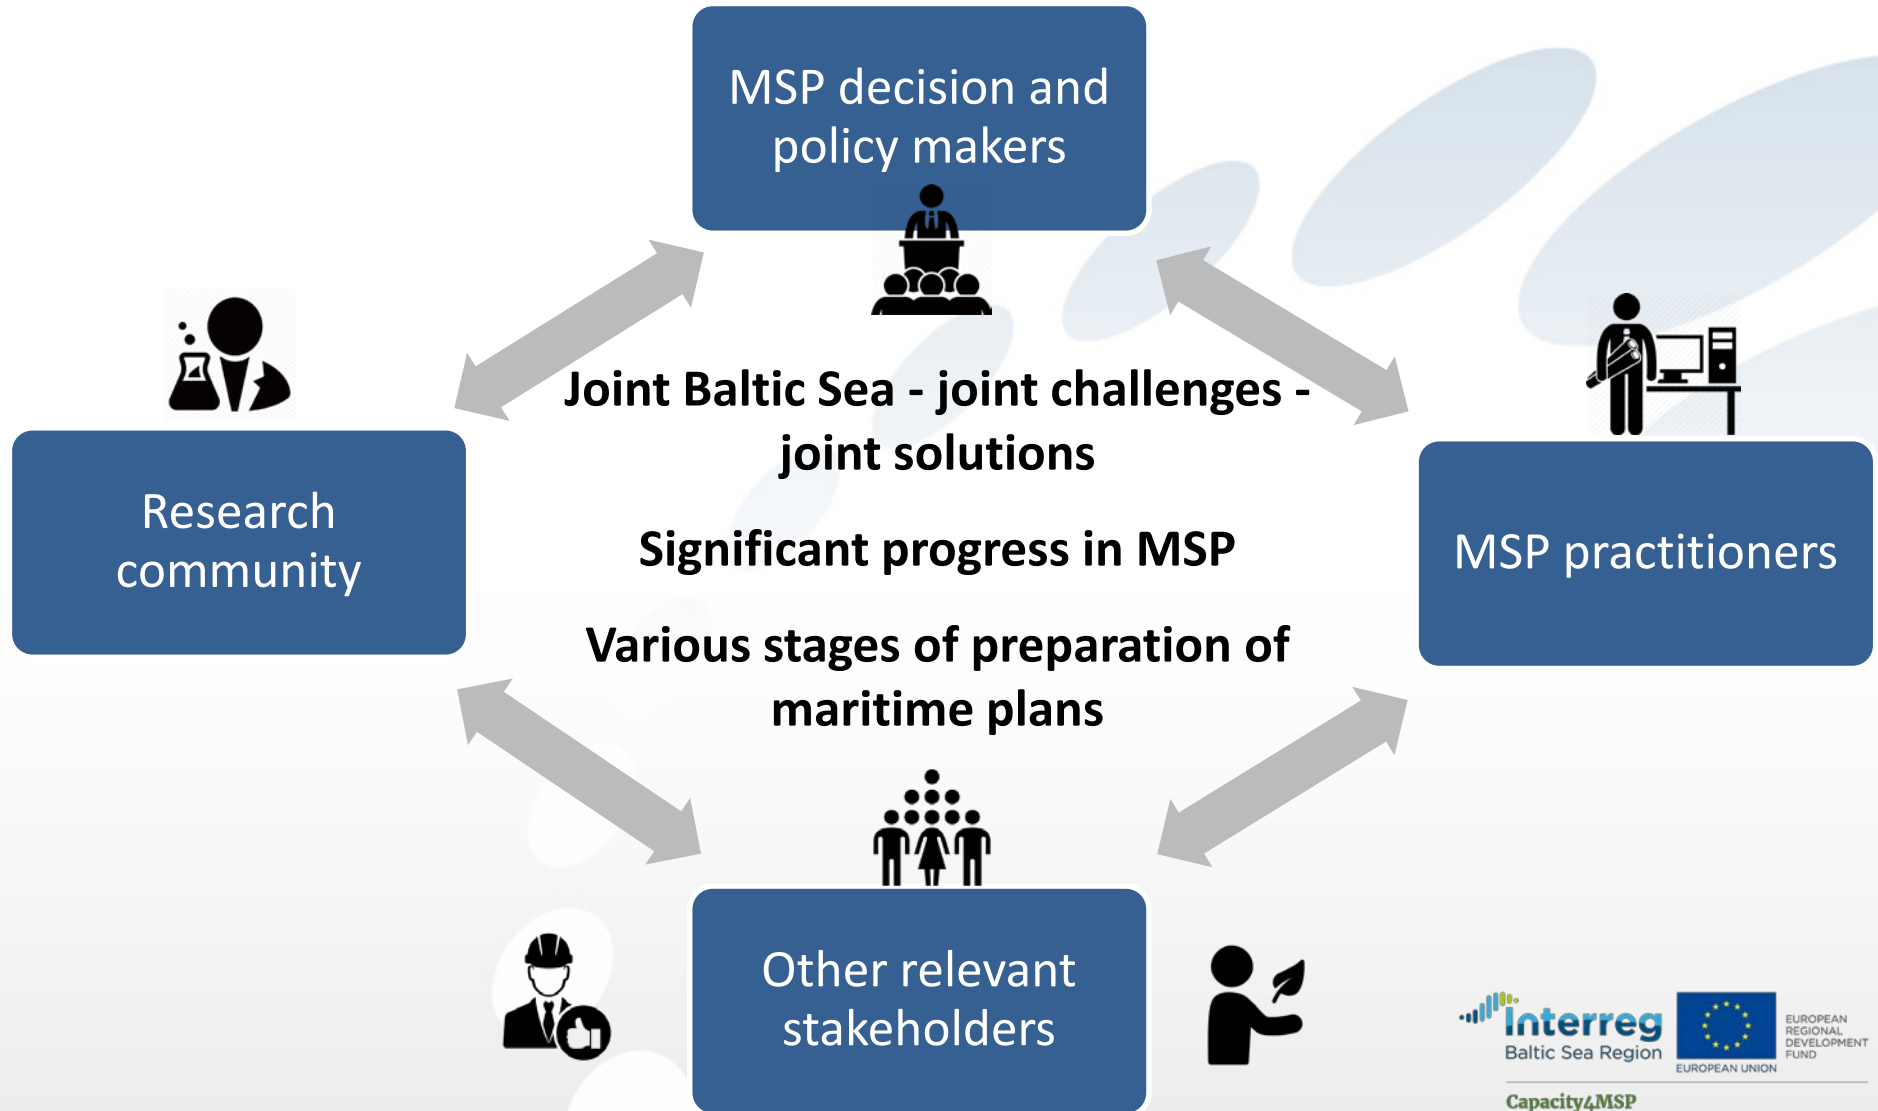 MSP decision and
policy makers
Joint Baltic Sea - joint challenges -
joint solutions
Research
community
Significant progress in MSP
MSP practitioners
Various stages of preparation of
maritime plans
Other relevant
stakeholders
Interreg
Baltic Sea Region
EUROPEAN UNION
EUROPEAN
REGIONAL
DEVELOPMENT
FUND
Capacity4MSP